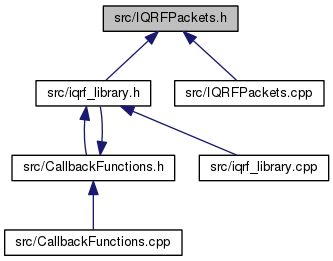 src/IQRFPackets.h
src/iqrf_library.h
src/IQRFPackets.cpp
src/CallbackFunctions.h
src/iqrf_library.cpp
src/CallbackFunctions.cpp